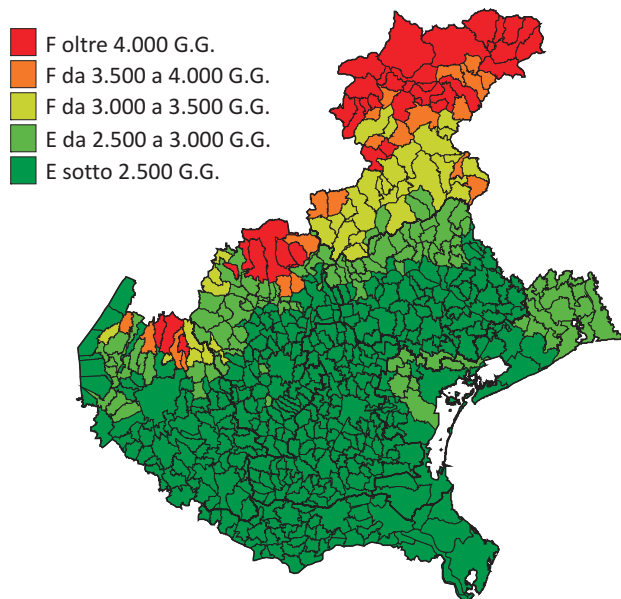 F oltre 4.000 G.G.
F da 3.500 a 4.000 G.G.
F da 3.000 a 3.500 G.G.
E da 2.500 a 3.000 G.G.
E sotto 2.500 G.G.